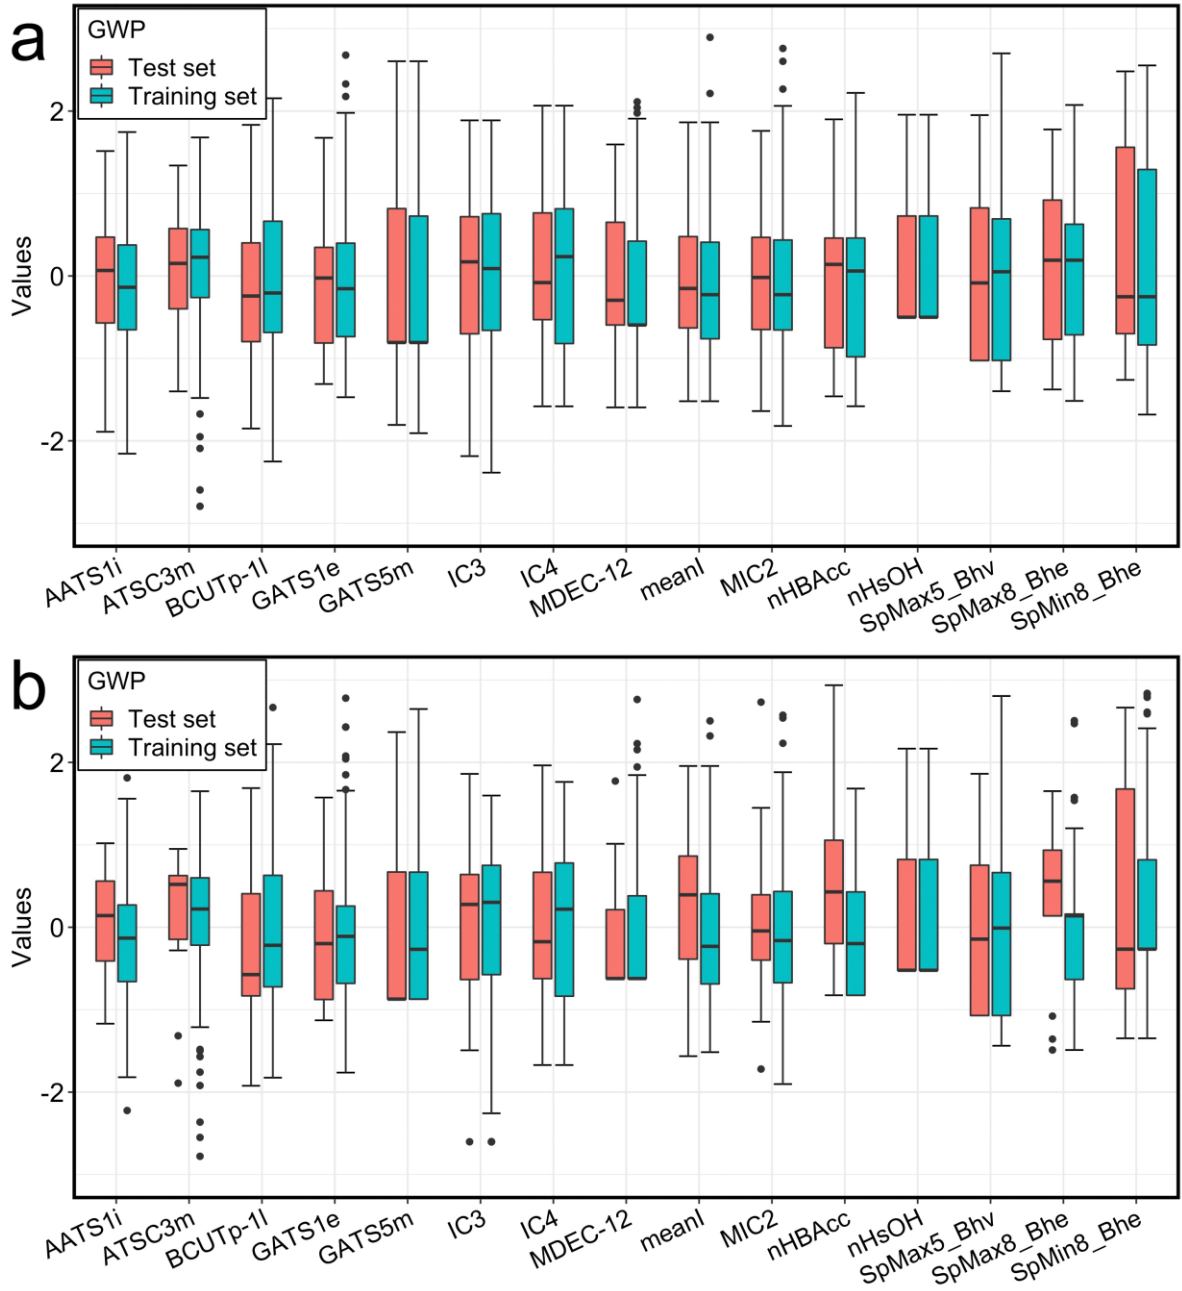 a
GWP
Test set
Training set
Values
2
0
-2
AATS1i
ATSC3m
BCUTp-1l
GATS1e
GATS5m
IC3
IC4
MDEC-12
meanI
MIC2
nHBAcc
nHsOH
SpMax5_Bhv
SpMax8_Bhe
SpMin8_Bhe
b
GWP
Test set
Training set
Values
2
0
-2
AATS1i
ATSC3m
BCUTp-1l
GATS1e
GATS5m
IC3
IC4
MDEC-12
meanI
MIC2
nHBAcc
nHsOH
SpMax5_Bhv
SpMax8_Bhe
SpMin8_Bhe